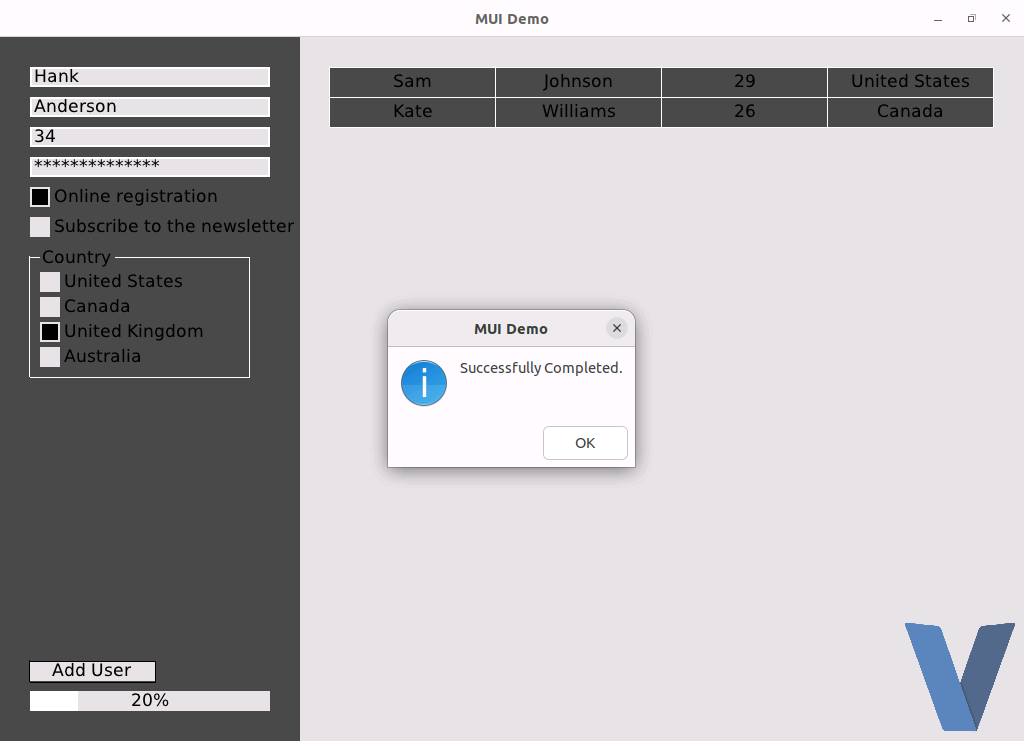 MUI Demo
Hank
Anderson
34
**************
Online registration
Subscribe to the newsletter
Country
United States
Canada
United Kingdom
Australia
Add User
20%
Sam Johnson 29 United States
Kate Williams 26 Canada
MUI Demo
Successfully Completed.
OK